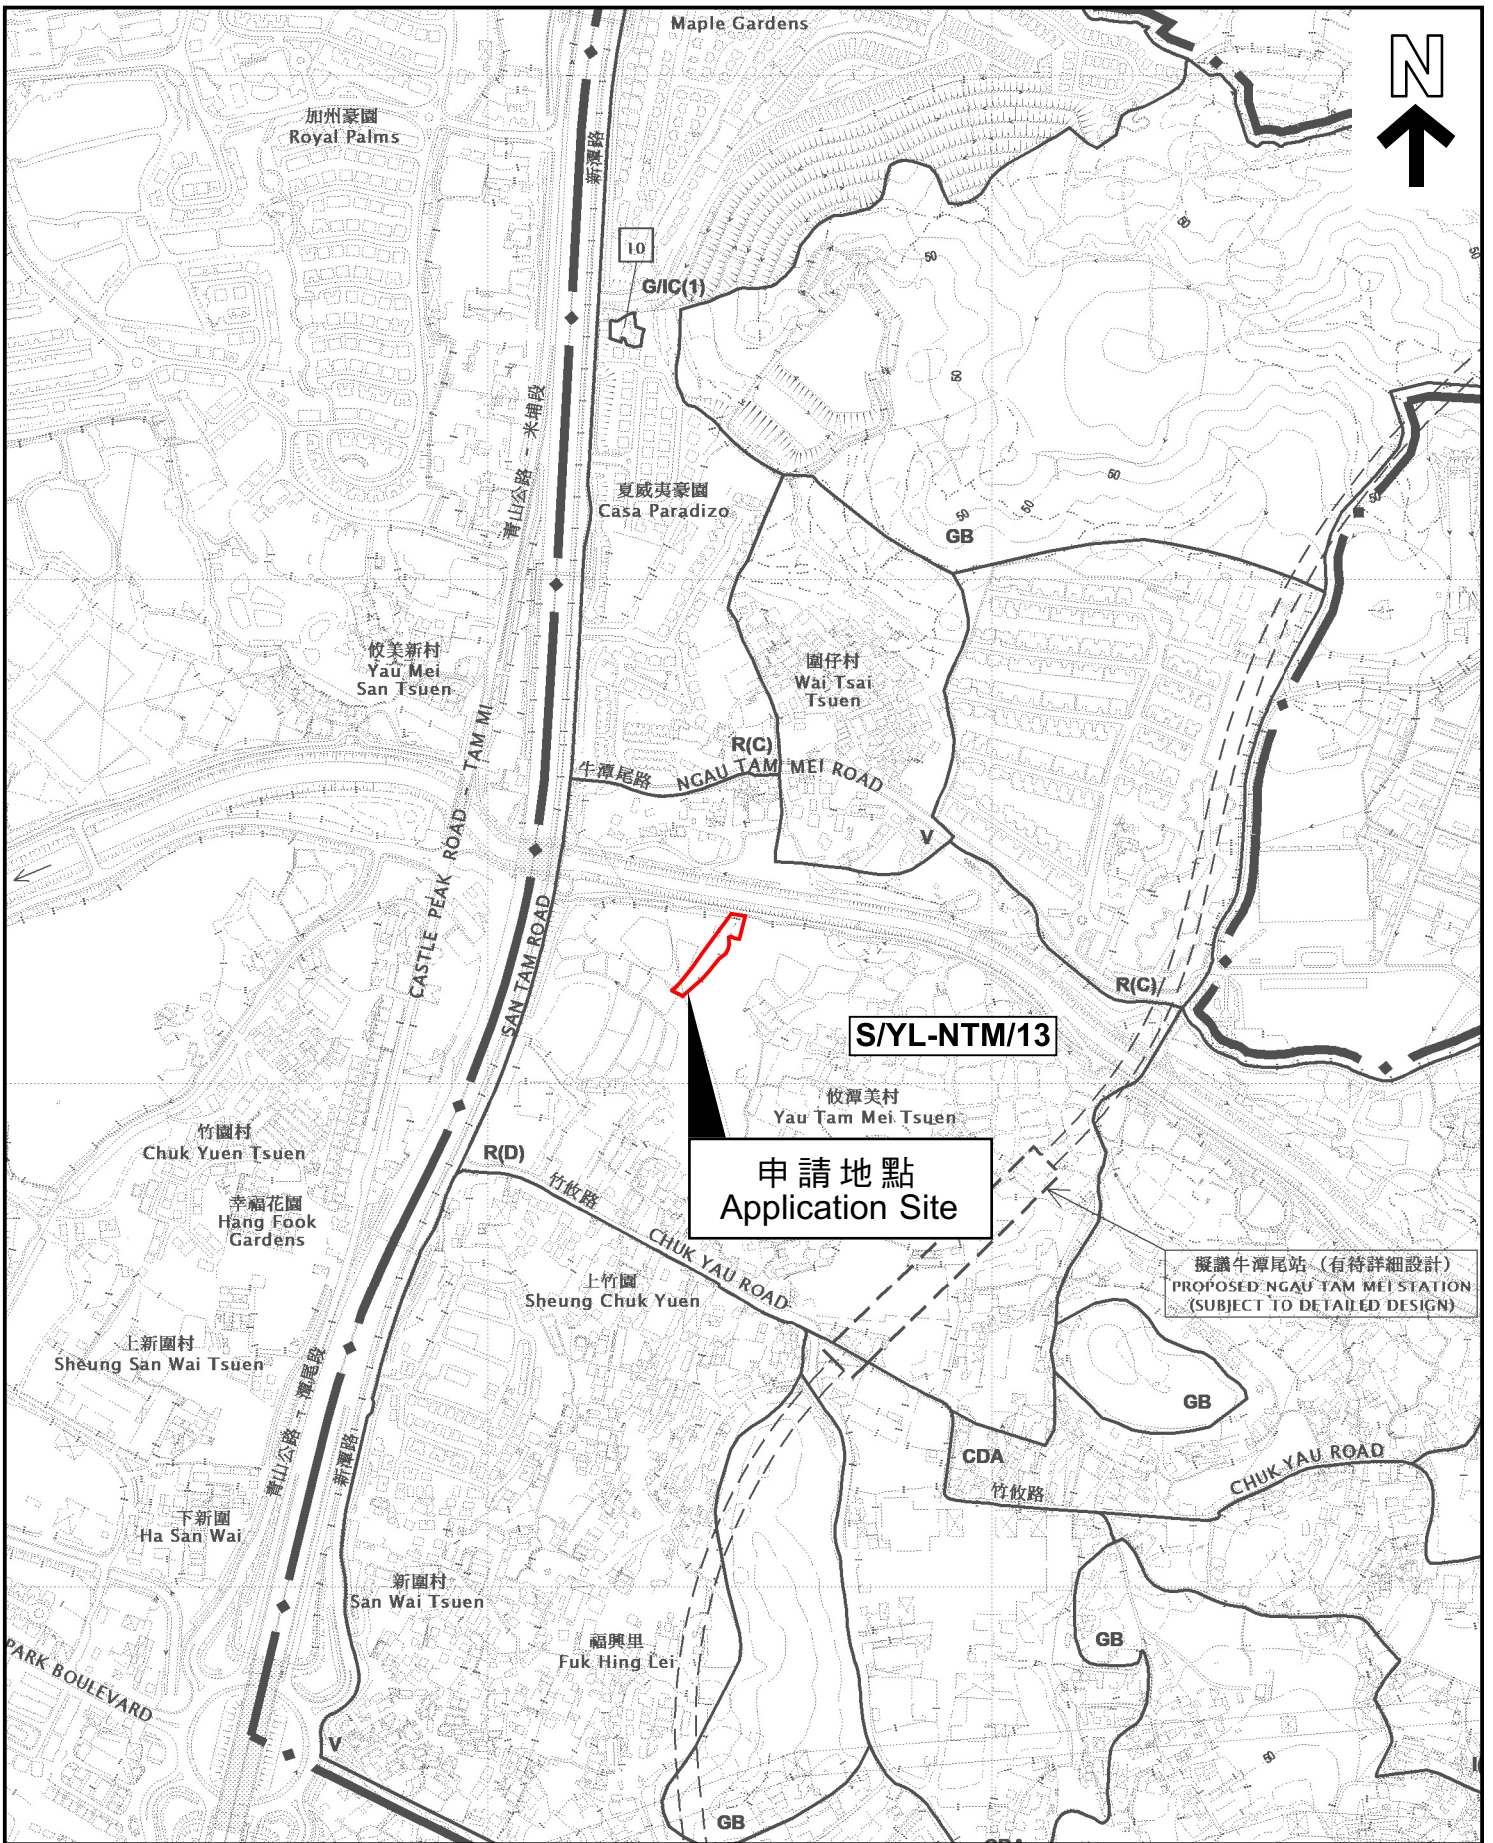 Maple Gardens
N
加州豪園
Royal Palms
新潭路
10
G/IC(1)
50
50
50
50
青山公路 - 米埔段
夏威夷豪園
Casa Paradizo
50
50
50
50
GB
攸美新村
Yau Mei
San Tsuen
圍仔村
Wai Tsai
Tsuen
R(C)
牛潭尾路
NGAU TAM MEI ROAD
V
CASTLE PEAK ROAD - TAM MI
SAN TAM ROAD
R(C)
S/YL-NTM/13
攸潭美村
Yau Tam Mei Tsuen
竹園村
Chuk Yuen Tsuen
R(D)
竹攸路
CHUK YAU ROAD
申請地點
Application Site
幸福花園
Hang Fook
Gardens
上竹園
Sheung Chuk Yuen
擬議牛潭尾站（有待詳細設計）
PROPOSED NGAU TAM MEI STATION
(SUBJECT TO DETAILED DESIGN)
上新圍村
Sheung San Wai Tsuen
青山公路 - 潭尾段
新潭路
GB
CDA
竹攸路
CHUK YAU ROAD
下新圍
Ha San Wai
新圍村
San Wai Tsuen
福興里
Fuk Hing Lei
GB
PARK BOULEVARD
V
50
GB